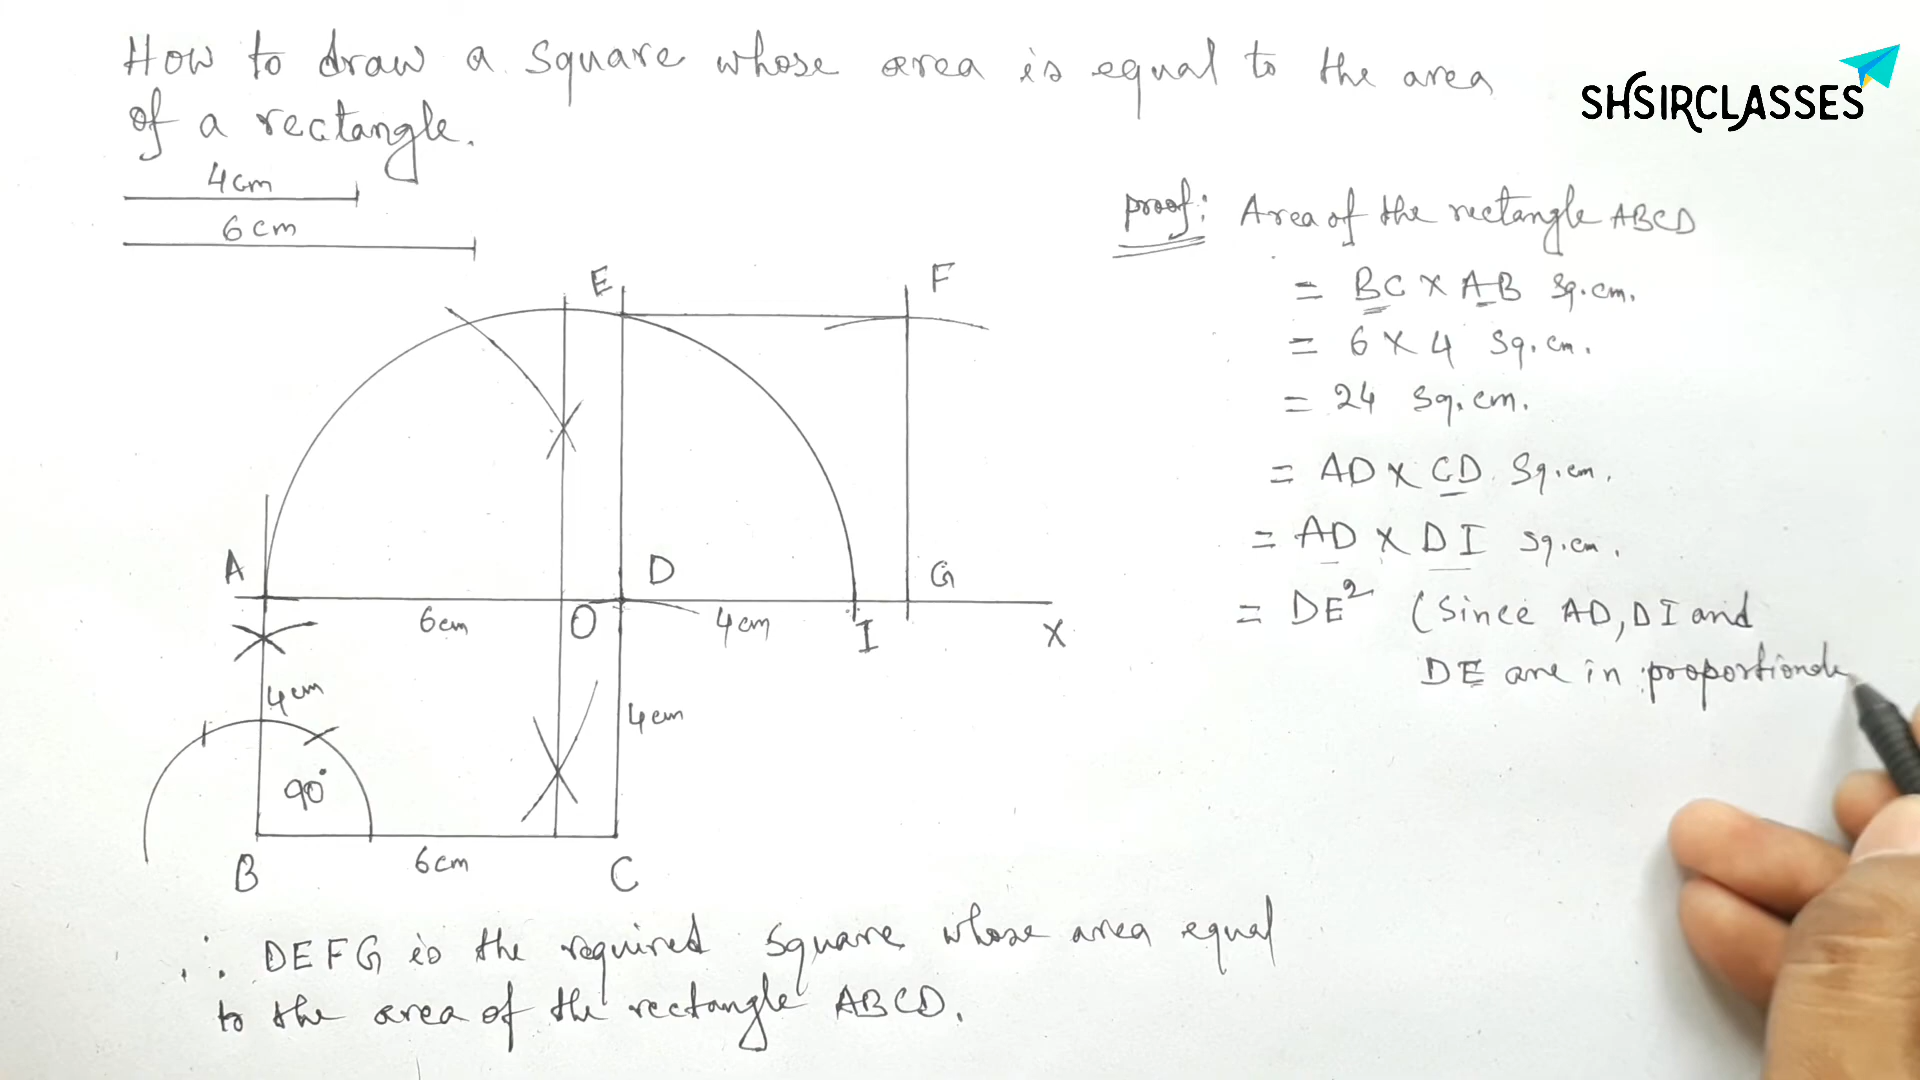 How to draw a square whose area is equal to the area
of a rectangle.
SHSIRCLASSES
4cm
6cm
proof: Area of the rectangle ABCD
= BC × AB Sq.cm.
= 6 × 4 Sq.cm.
= 24 Sq.cm.
= AD × CD Sq.cm.
= AD × DI Sq.cm.
= DE² (Since AD, DI and
DE are in proportional
E
F
A
D
G
6cm
O
4cm
I
X
4cm
4cm
90°
B
6cm
C
∴ DEFG is the required square whose area equal
to the area of the rectangle ABCD.